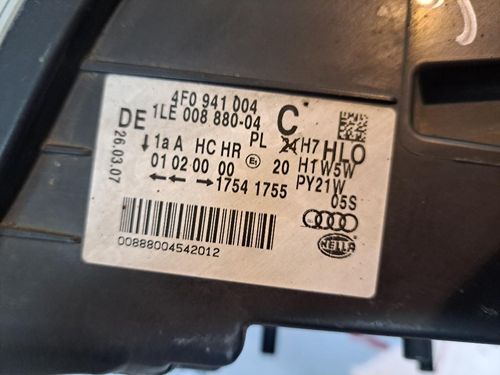 4F0 941 004 C
DE 1LE 008 880-04
26.03.07
1a A HC HR PL 24 H7 HLO
01 02 00 00 E1 20 H1 W5W
1754 1755 PY21W
05S
00888004542012
HELLA